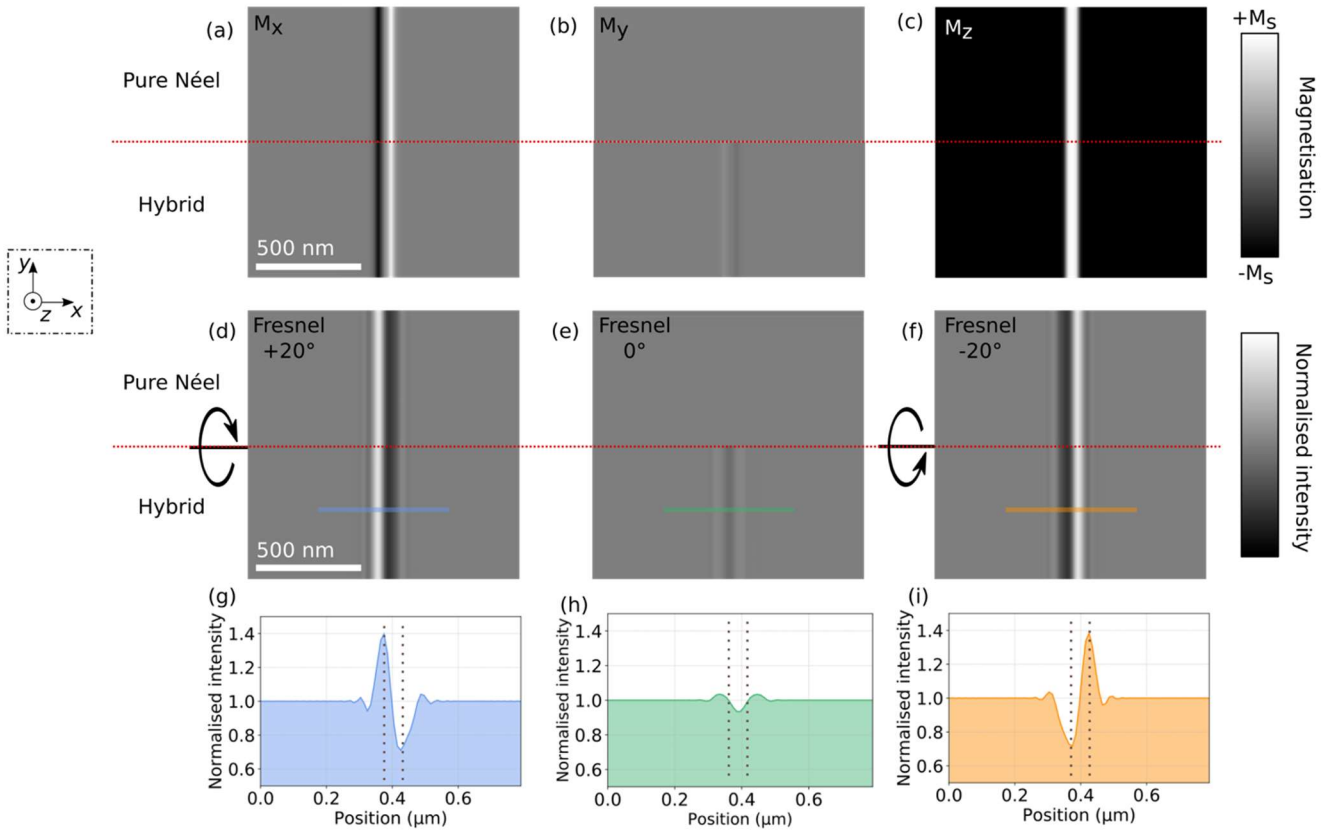 (a)
Mx
(b)
My
(c)
Mz
+Ms
Pure Néel
Hybrid
500 nm
Magnetisation
-Ms
y
z
x
(d)
Fresnel
+20°
(e)
Fresnel
0°
(f)
Fresnel
-20°
Pure Néel
Hybrid
500 nm
Normalised intensity
(g)
Normalised intensity
1.4
1.2
1.0
0.8
0.6
0.0
0.2
0.4
0.6
Position (μm)
(h)
Normalised intensity
1.4
1.2
1.0
0.8
0.6
0.0
0.2
0.4
0.6
Position (μm)
(i)
Normalised intensity
1.4
1.2
1.0
0.8
0.6
0.0
0.2
0.4
0.6
Position (μm)